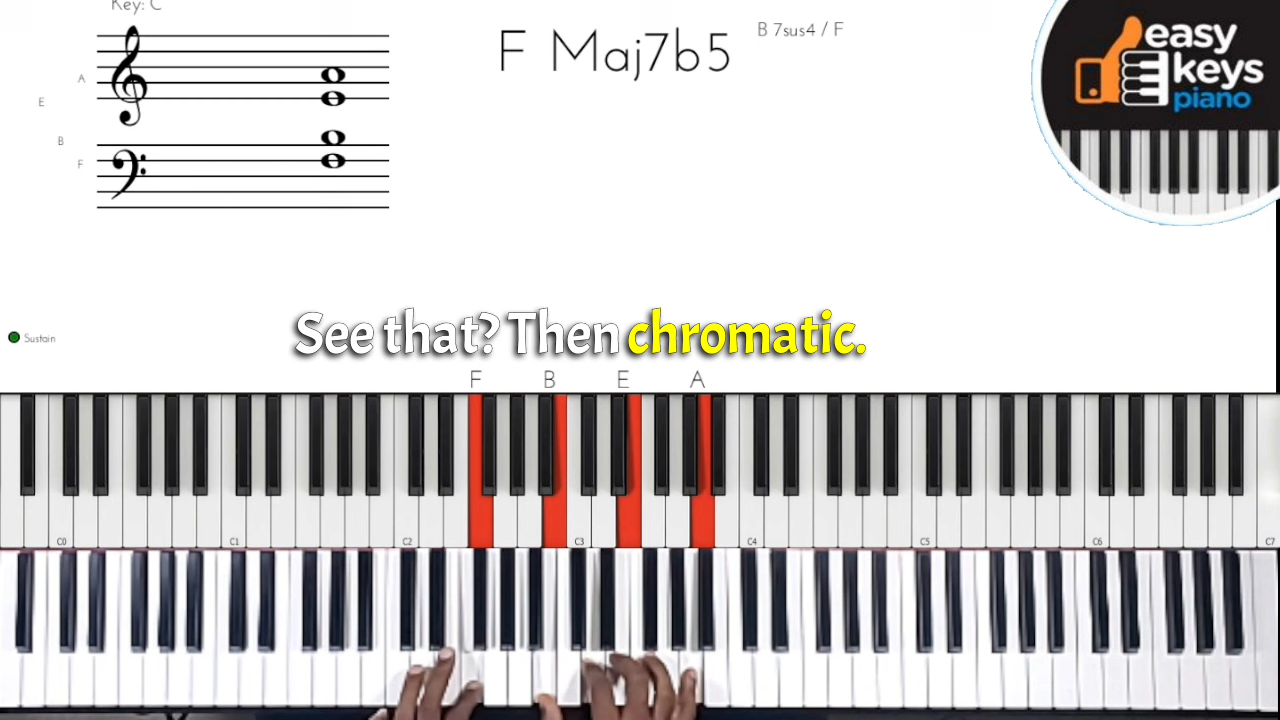 Key: C
F Maj7b5
B 7sus4 / F
easy
keys
piano
A
E
B
F
Sustain
See that? Then chromatic.
F B E A
C0 C1 C2 C3 C4 C5 C6 C7